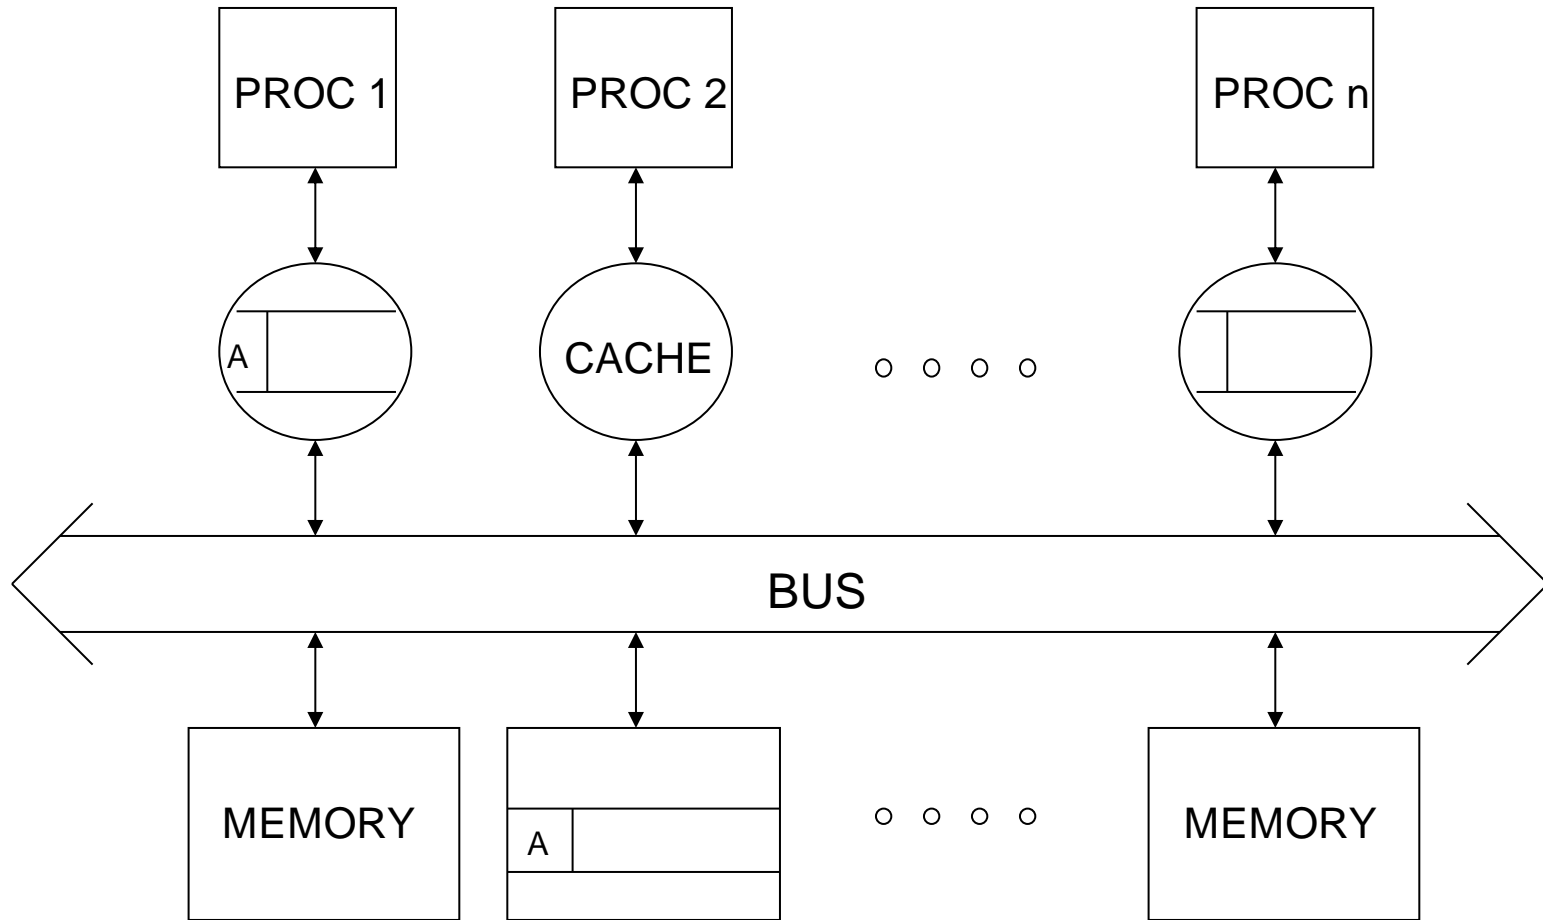 PROC 1
PROC 2
PROC n
A
CACHE
BUS
MEMORY
A
MEMORY